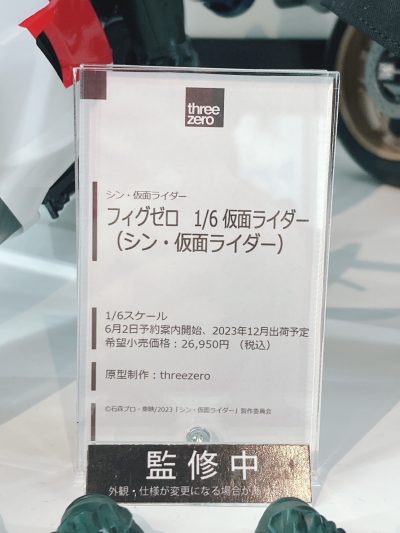 three
zero
シン・仮面ライダー
フィグゼロ 1/6 仮面ライダー
（シン・仮面ライダー）
1/6スケール
6月2日予約案内開始、2023年12月出荷予定
希望小売価格：26,950円 （税込）
原型制作：threezero
©石森プロ・東映/2023「シン・仮面ライダー」製作委員会
監修中
外観・仕様が変更になる場合があ